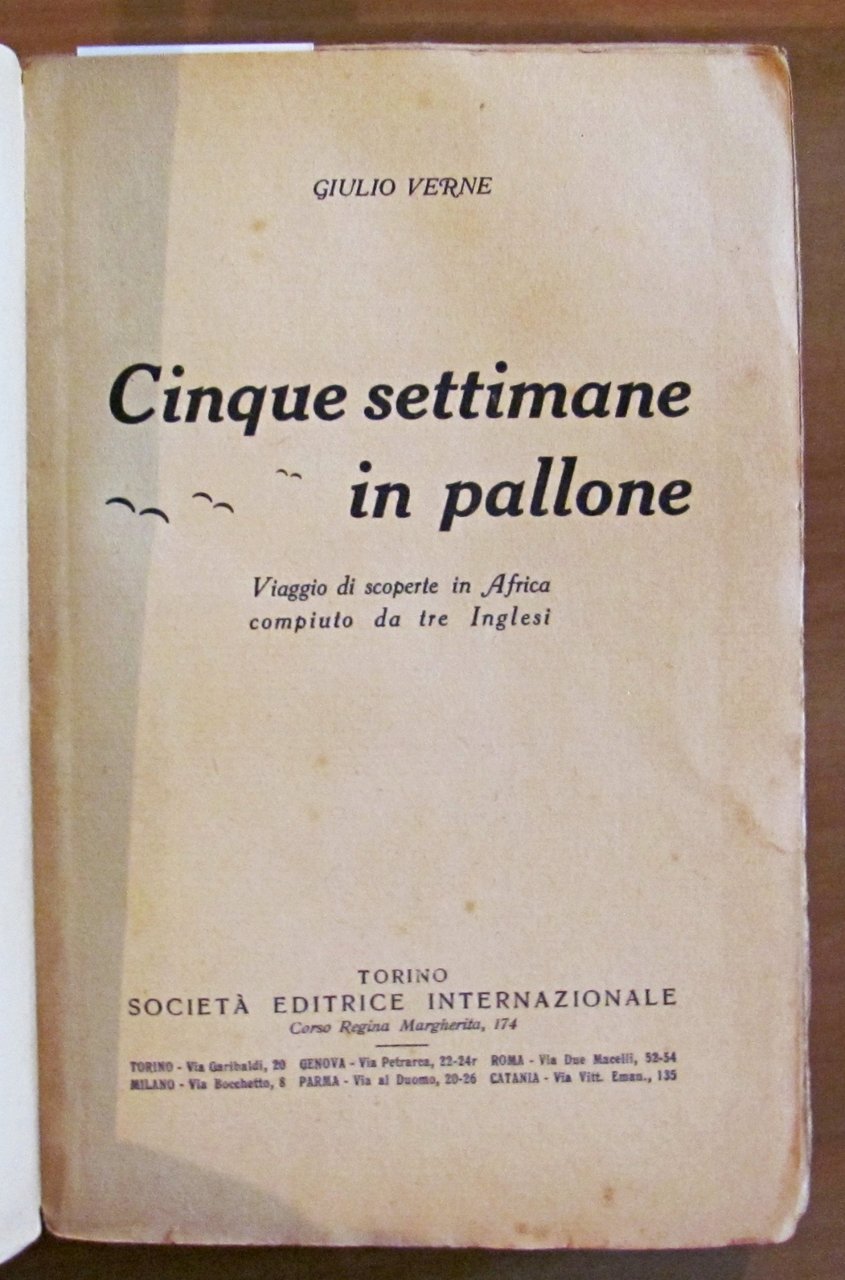 GIULIO VERNE
Cinque settimane
in pallone
Viaggio di scoperte in Africa
compiuto da tre Inglesi
TORINO
SOCIETÀ EDITRICE INTERNAZIONALE
Corso Regina Margherita, 174
TORINO - Via Garibaldi, 20 GENOVA - Via Petrarca, 22-24r ROMA - Via Due Macelli, 52-54
MILANO - Via Bocchetto, 8 PARMA - Via al Duomo, 20-26 CATANIA - Via Vitt. Eman., 135